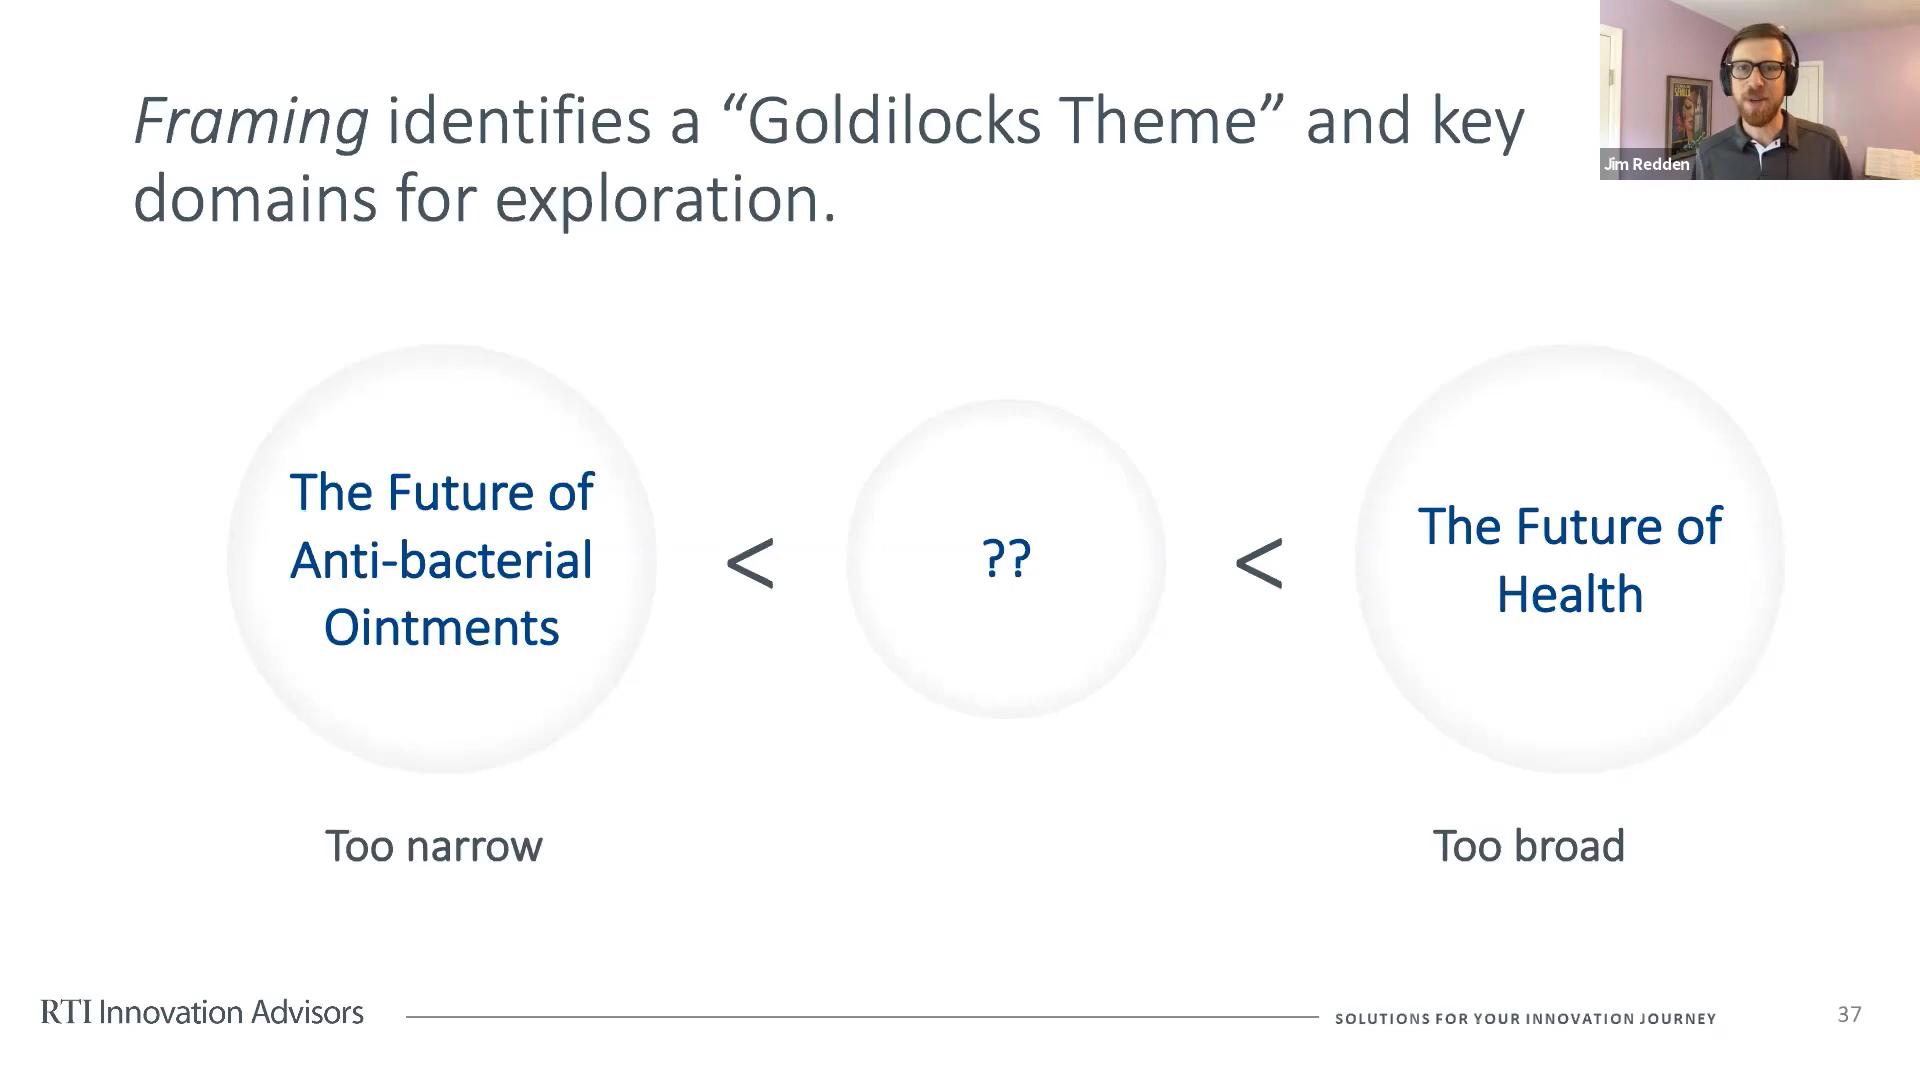 Framing identifies a “Goldilocks Theme” and key
domains for exploration.
Jim Redden
The Future of
Anti-bacterial
Ointments
<
??
<
The Future of
Health
Too narrow
Too broad
RTI Innovation Advisors
SOLUTIONS FOR YOUR INNOVATION JOURNEY
37